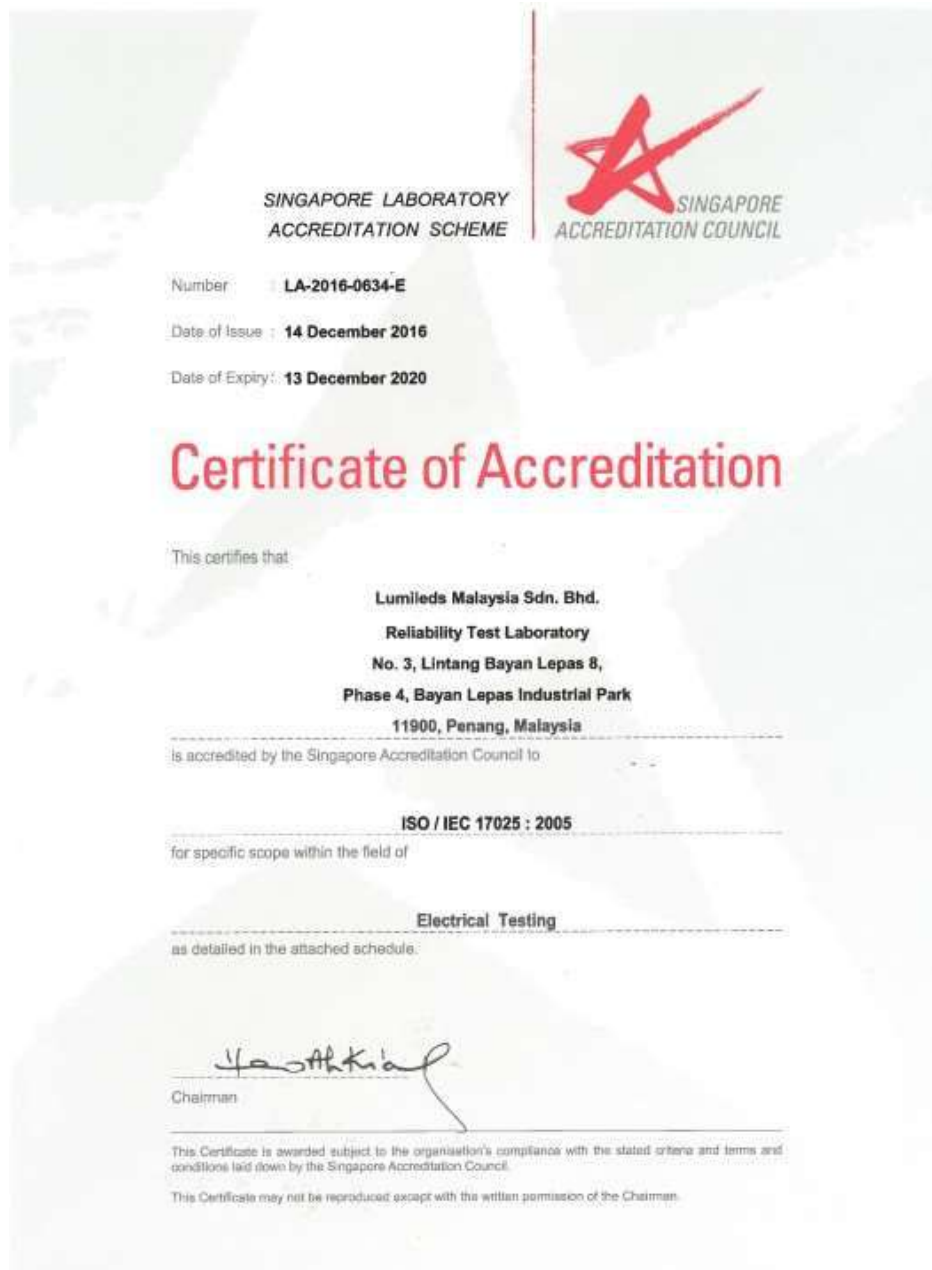 SINGAPORE LABORATORY
ACCREDITATION SCHEME
SINGAPORE
ACCREDITATION COUNCIL
Number : LA-2016-0634-E
Date of Issue : 14 December 2016
Date of Expiry: 13 December 2020
Certificate of Accreditation
This certifies that
Lumileds Malaysia Sdn. Bhd.
Reliability Test Laboratory
No. 3, Lintang Bayan Lepas 8,
Phase 4, Bayan Lepas Industrial Park
11900, Penang, Malaysia
is accredited by the Singapore Accreditation Council to
ISO / IEC 17025 : 2005
for specific scope within the field of
Electrical Testing
as detailed in the attached schedule.
Chairman
This Certificate is awarded subject to the organisation's compliance with the stated criteria and terms and
conditions laid down by the Singapore Accreditation Council.
This Certificate may not be reproduced except with the written permission of the Chairman.